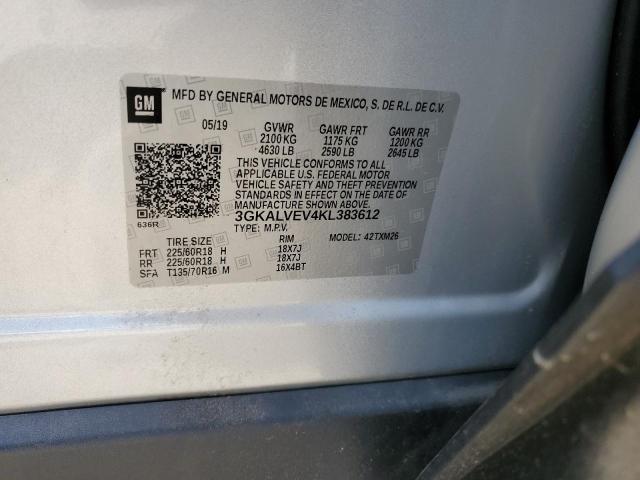 GM
MFD BY GENERAL MOTORS DE MEXICO, S. DE R.L. DE C.V.
05/19 GVWR GAWR FRT GAWR RR
2100 KG 1175 KG 1200 KG
4630 LB 2590 LB 2645 LB
THIS VEHICLE CONFORMS TO ALL
APPLICABLE U.S. FEDERAL MOTOR
VEHICLE SAFETY AND THEFT PREVENTION
STANDARDS IN EFFECT ON THE DATE OF
MANUFACTURE SHOWN ABOVE.
3GKALVEV4KL383612
636R
TYPE: M.P.V. MODEL: 42TXM26
TIRE SIZE RIM
FRT 225/60R18 H 18X7J
RR 225/60R18 H 18X7J
SPA T135/70R16 M 16X4BT